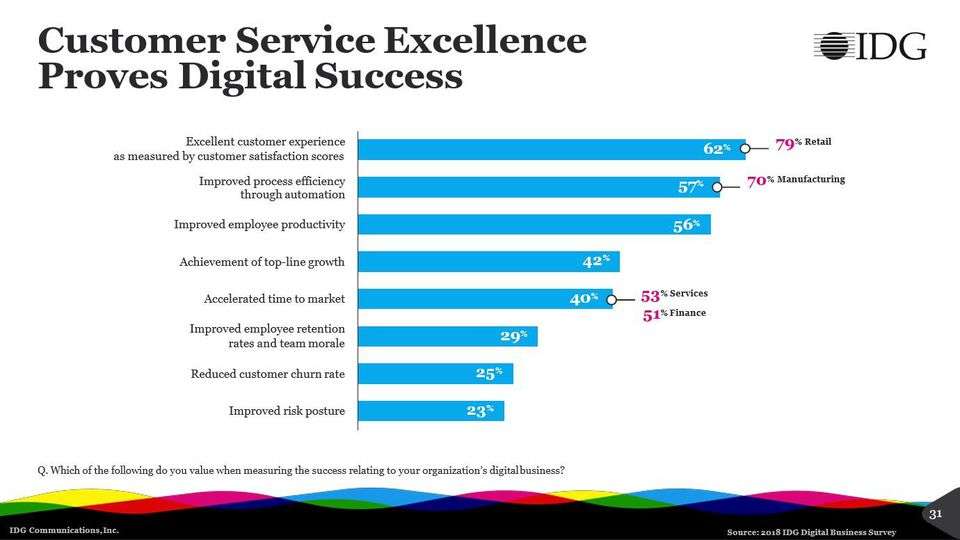 Customer Service Excellence
Proves Digital Success
IDG
Excellent customer experience
as measured by customer satisfaction scores
62%
79% Retail
Improved process efficiency
through automation
57%
70% Manufacturing
Improved employee productivity
56%
Achievement of top-line growth
42%
Accelerated time to market
40%
53% Services
51% Finance
Improved employee retention
rates and team morale
29%
Reduced customer churn rate
25%
Improved risk posture
23%
Q. Which of the following do you value when measuring the success relating to your organization's digital business?
31
IDG Communications, Inc.
Source: 2018 IDG Digital Business Survey